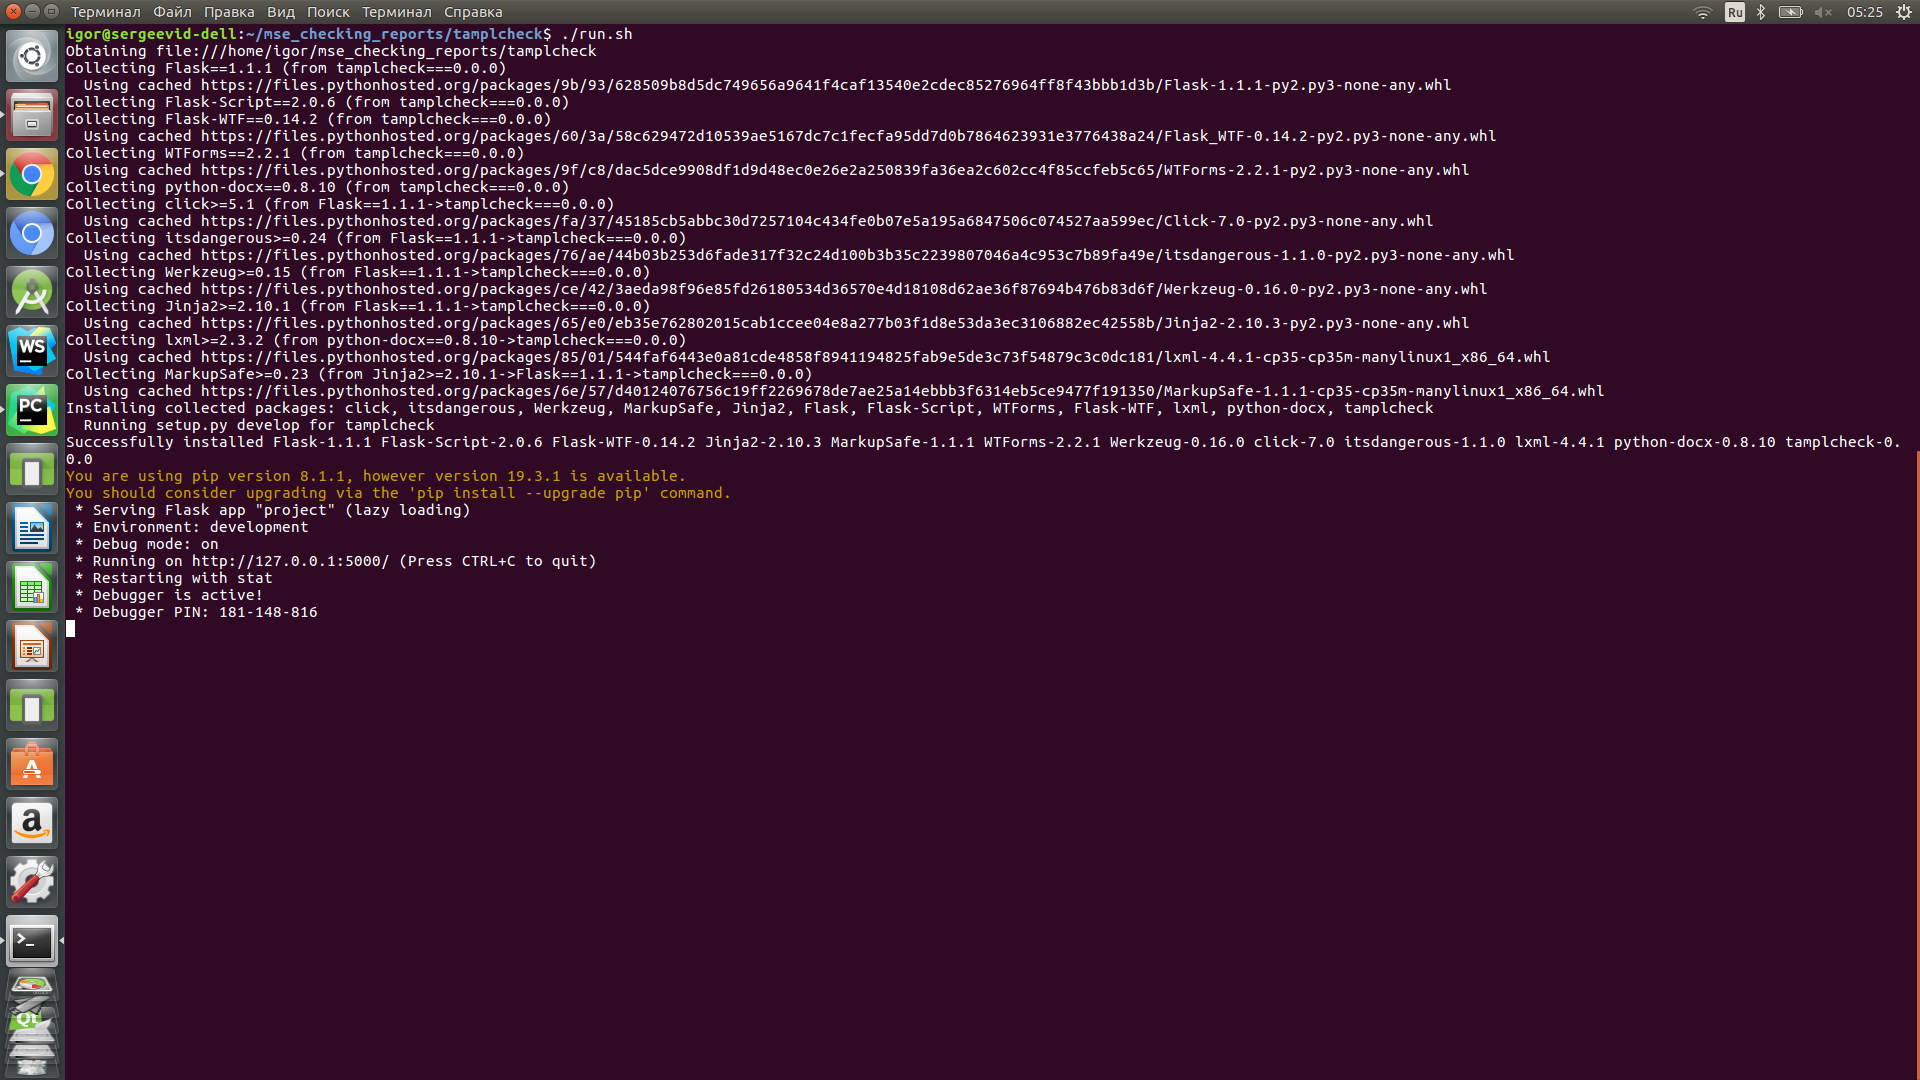 Терминал Файл Правка Вид Поиск Терминал Справка Ru 05:25
igor@sergeevid-dell:~/mse_checking_reports/tamplcheck$ ./run.sh
Obtaining file:///home/igor/mse_checking_reports/tamplcheck
Collecting Flask==1.1.1 (from tamplcheck===0.0.0)
  Using cached https://files.pythonhosted.org/packages/9b/93/628509b8d5dc749656a9641f4caf13540e2cdec85276964ff8f43bbb1d3b/Flask-1.1.1-py2.py3-none-any.whl
Collecting Flask-Script==2.0.6 (from tamplcheck===0.0.0)
Collecting Flask-WTF==0.14.2 (from tamplcheck===0.0.0)
  Using cached https://files.pythonhosted.org/packages/60/3a/58c629472d10539ae5167dc7c1fecfa95dd7d0b7864623931e3776438a24/Flask_WTF-0.14.2-py2.py3-none-any.whl
Collecting WTForms==2.2.1 (from tamplcheck===0.0.0)
  Using cached https://files.pythonhosted.org/packages/9f/c8/dac5dce9908df1d9d48ec0e26e2a250839fa36ea2c602cc4f85ccfeb5c65/WTForms-2.2.1-py2.py3-none-any.whl
Collecting python-docx==0.8.10 (from tamplcheck===0.0.0)
Collecting click>=5.1 (from Flask==1.1.1->tamplcheck===0.0.0)
  Using cached https://files.pythonhosted.org/packages/fa/37/45185cb5abbc30d7257104c434fe0b07e5a195a6847506c074527aa599ec/Click-7.0-py2.py3-none-any.whl
Collecting itsdangerous>=0.24 (from Flask==1.1.1->tamplcheck===0.0.0)
  Using cached https://files.pythonhosted.org/packages/76/ae/44b03b253d6fade317f32c24d100b3b35c2239807046a4c953c7b89fa49e/itsdangerous-1.1.0-py2.py3-none-any.whl
Collecting Werkzeug>=0.15 (from Flask==1.1.1->tamplcheck===0.0.0)
  Using cached https://files.pythonhosted.org/packages/ce/42/3aeda98f96e85fd26180534d36570e4d18108d62ae36f87694b476b83d6f/Werkzeug-0.16.0-py2.py3-none-any.whl
Collecting Jinja2>=2.10.1 (from Flask==1.1.1->tamplcheck===0.0.0)
  Using cached https://files.pythonhosted.org/packages/65/e0/eb35e762802015cab1ccee04e8a277b03f1d8e53da3ec3106882ec42558b/Jinja2-2.10.3-py2.py3-none-any.whl
Collecting lxml>=2.3.2 (from python-docx==0.8.10->tamplcheck===0.0.0)
  Using cached https://files.pythonhosted.org/packages/85/01/544faf6443e0a81cde4858f8941194825fab9e5de3c73f54879c3c0dc181/lxml-4.4.1-cp35-cp35m-manylinux1_x86_64.whl
Collecting MarkupSafe>=0.23 (from Jinja2>=2.10.1->Flask==1.1.1->tamplcheck===0.0.0)
  Using cached https://files.pythonhosted.org/packages/6e/57/d40124076756c19ff2269678de7ae25a14ebbb3f6314eb5ce9477f191350/MarkupSafe-1.1.1-cp35-cp35m-manylinux1_x86_64.whl
Installing collected packages: click, itsdangerous, Werkzeug, MarkupSafe, Jinja2, Flask, Flask-Script, WTForms, Flask-WTF, lxml, python-docx, tamplcheck
  Running setup.py develop for tamplcheck
Successfully installed Flask-1.1.1 Flask-Script-2.0.6 Flask-WTF-0.14.2 Jinja2-2.10.3 MarkupSafe-1.1.1 WTForms-2.2.1 Werkzeug-0.16.0 click-7.0 itsdangerous-1.1.0 lxml-4.4.1 python-docx-0.8.10 tamplcheck-0.
0.0
You are using pip version 8.1.1, however version 19.3.1 is available.
You should consider upgrading via the 'pip install --upgrade pip' command.
 * Serving Flask app "project" (lazy loading)
 * Environment: development
 * Debug mode: on
 * Running on http://127.0.0.1:5000/ (Press CTRL+C to quit)
 * Restarting with stat
 * Debugger is active!
 * Debugger PIN: 181-148-816
WS
PC
A
a
>_
Qt